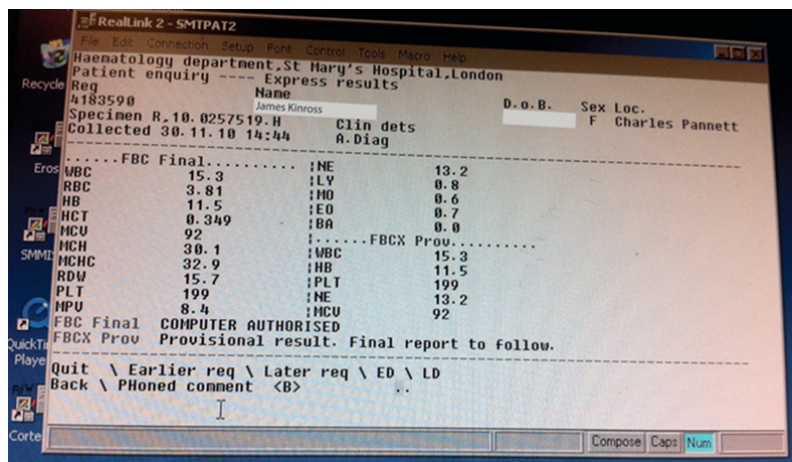 RealLink 2 - SMTPAT2
File Edit Connection Setup Font Control Tools Macro Help
Haematology department,St Mary's Hospital,London
Patient enquiry ---- Express results
Reg Name D.o.B. Sex Loc.
4183590 James Kinross F Charles Pannett
Specimen R,10.0257519.H Clin dets
Collected 30.11.10 14:44 A.Diag
......FBC Final.......... |NE 13.2
WBC 15.3 |LY 0.8
RBC 3.81 |MO 0.6
HB 11.5 |EO 0.7
HCT 0.349 |BA 0.0
MCV 92 |......FBCX Prov..........
MCH 30.1 |WBC 15.3
MCHC 32.9 |HB 11.5
RDW 15.7 |PLT 199
PLT 199 |NE 13.2
MPV 8.4 |MCV 92
FBC Final COMPUTER AUTHORISED
FBCX Prov Provisional result. Final report to follow.
Quit \ Earlier req \ Later req \ ED \ LD
Back \ PHoned comment <B> ..
Compose Caps Num
Recycle
Eros
SMMIS
QuickTi
Playe
Corte